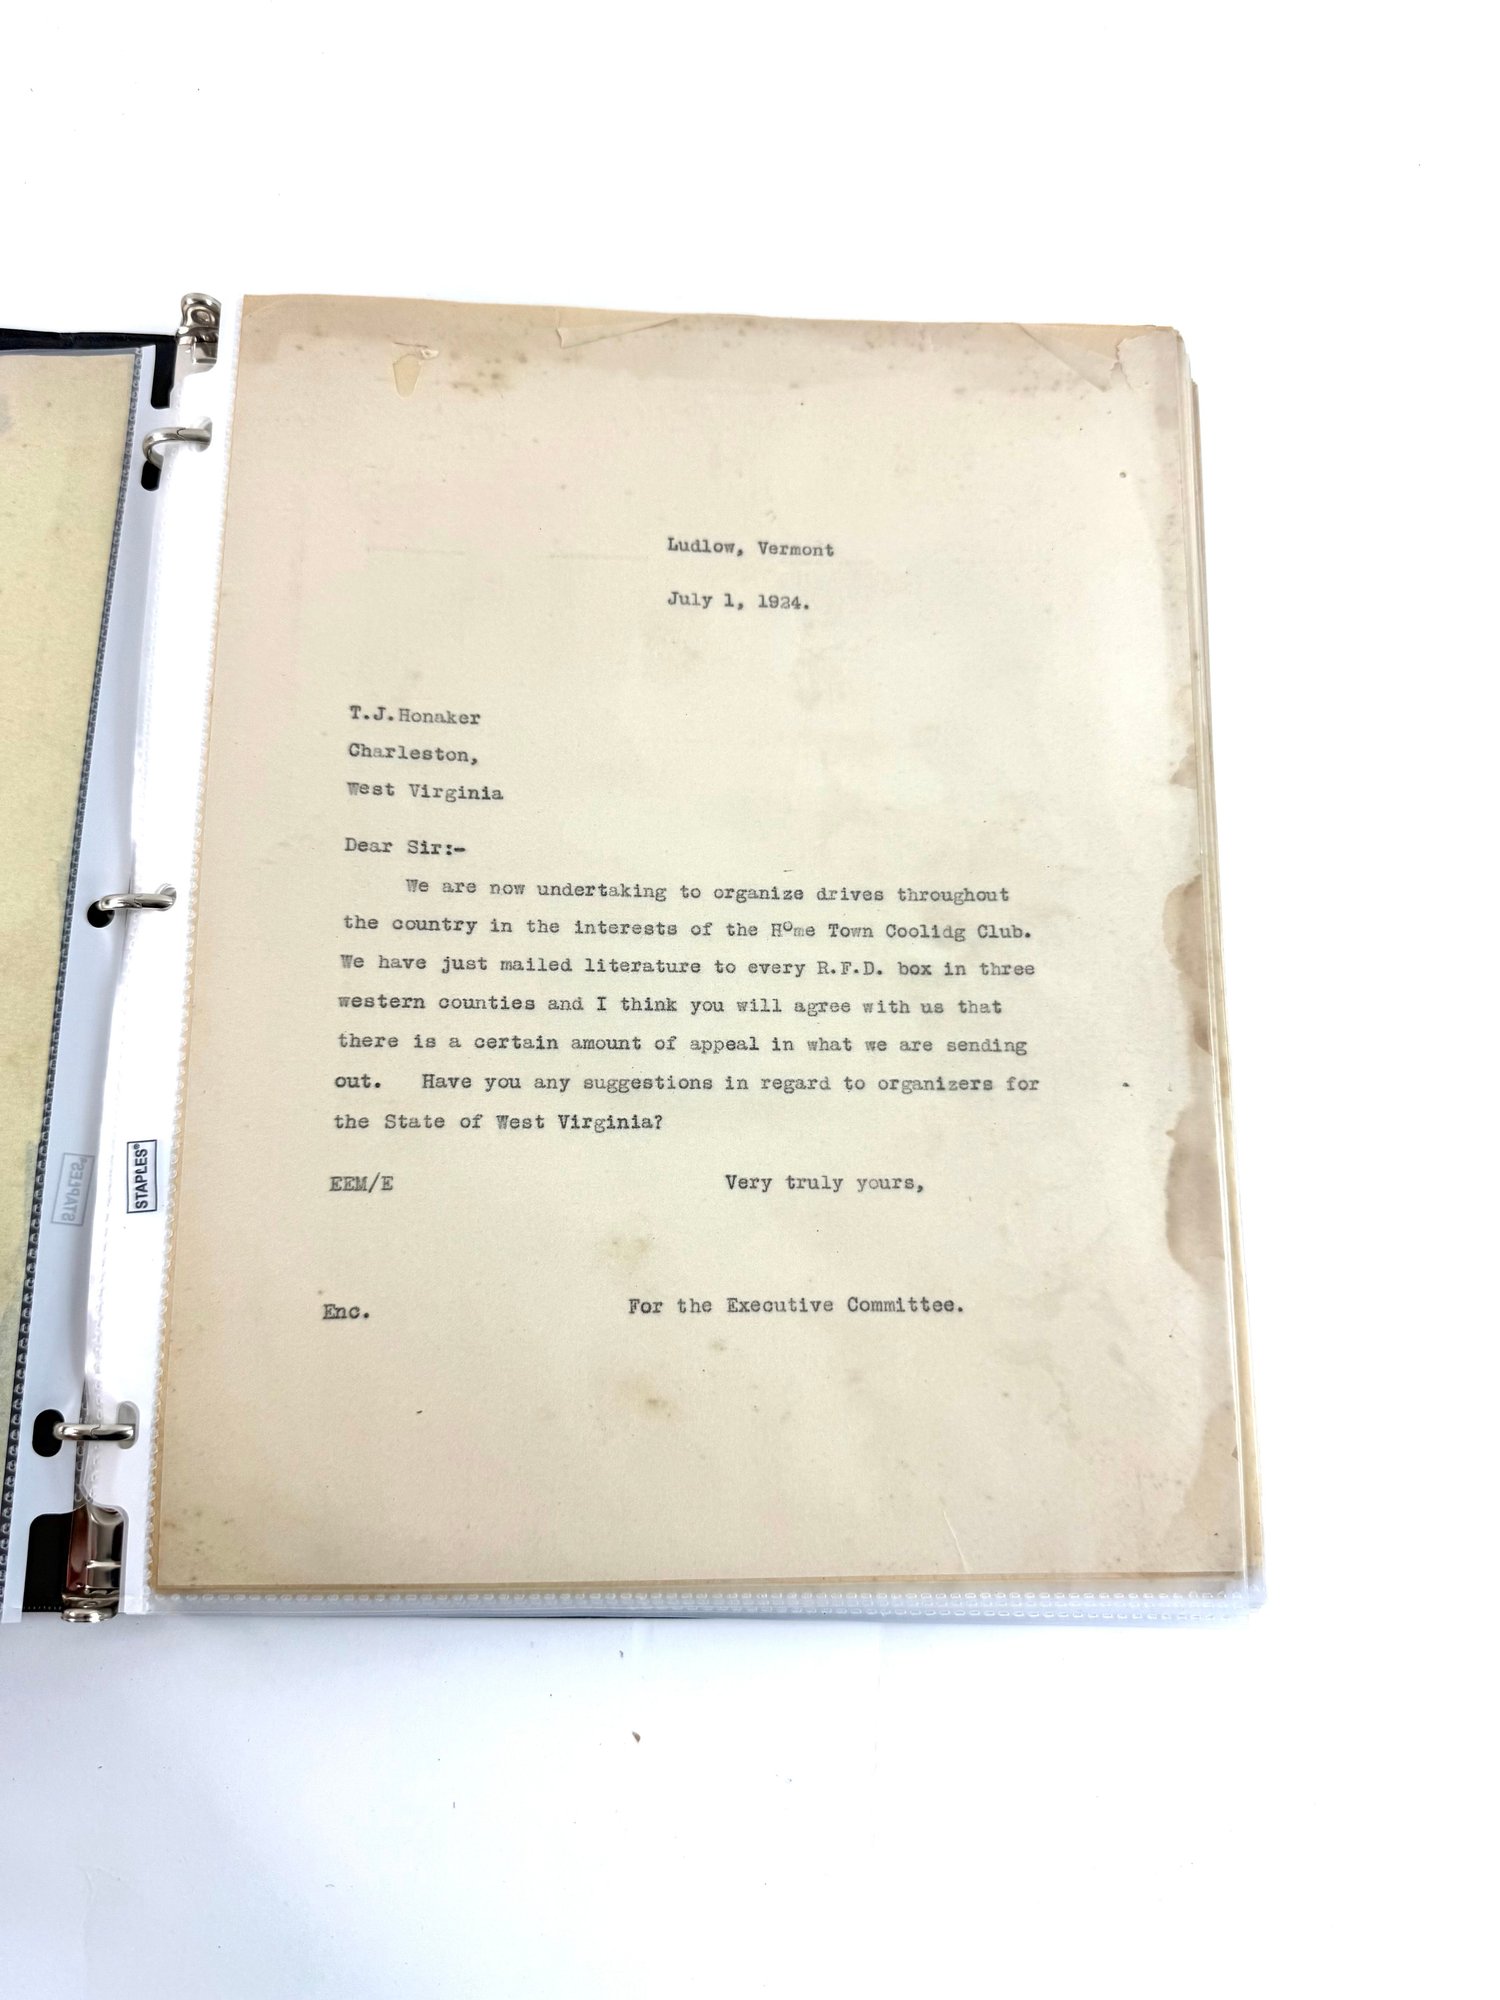 Ludlow, Vermont
July 1, 1924.
T.J.Honaker
Charleston,
West Virginia
Dear Sir:-
We are now undertaking to organize drives throughout
the country in the interests of the Home Town Coolidg Club.
We have just mailed literature to every R.F.D. box in three
western counties and I think you will agree with us that
there is a certain amount of appeal in what we are sending
out. Have you any suggestions in regard to organizers for
the State of West Virginia?
EEM/E Very truly yours,
Enc. For the Executive Committee.
STAPLES®
STAPLES®